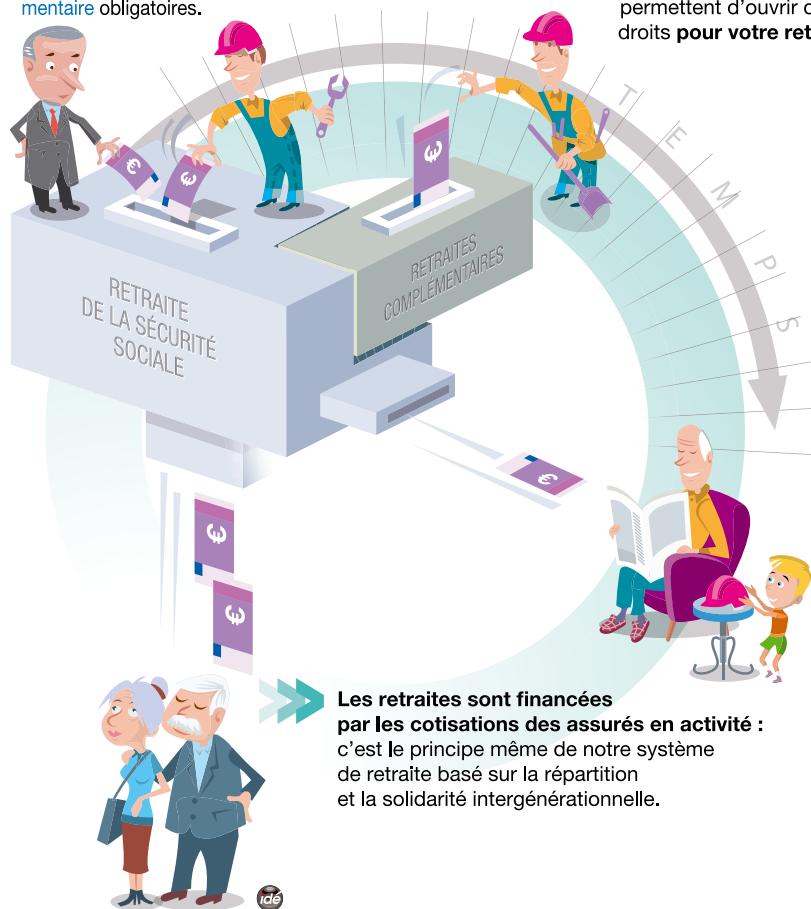 mentaire obligatoires.
permettent d'ouvrir
droits pour votre
TEMPS
RETRAITE
DE LA SÉCURITÉ
SOCIALE
RETRAITES
COMPLÉMENTAIRES
Les retraites sont financées
par les cotisations des assurés en activité :
c'est le principe même de notre système
de retraite basé sur la répartition
et la solidarité intergénérationnelle.
idé